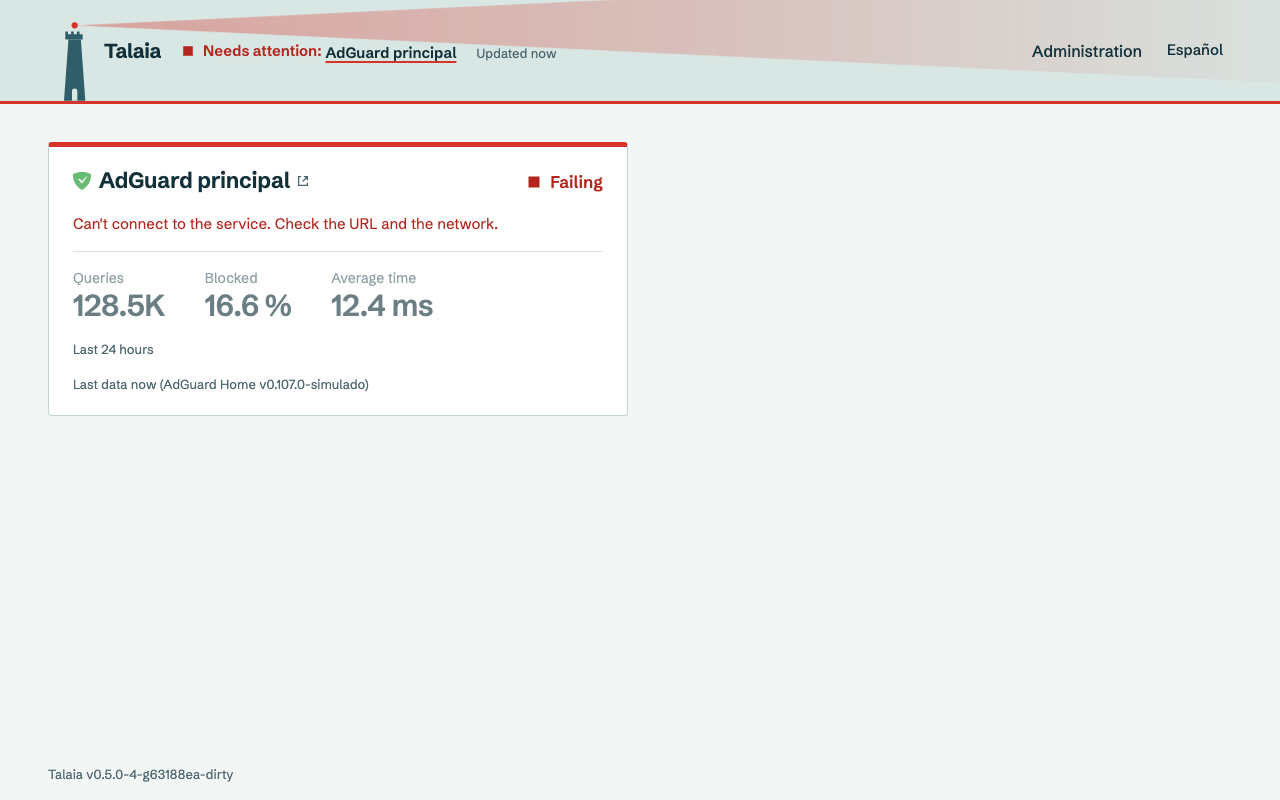 Talaia
Needs attention: AdGuard principal
Updated now
Administration
Español
AdGuard principal
Failing
Can't connect to the service. Check the URL and the network.
Queries
Blocked
Average time
128.5K
16.6 %
12.4 ms
Last 24 hours
Last data now (AdGuard Home v0.107.0-simulado)
Talaia v0.5.0-4-g63188ea-dirty